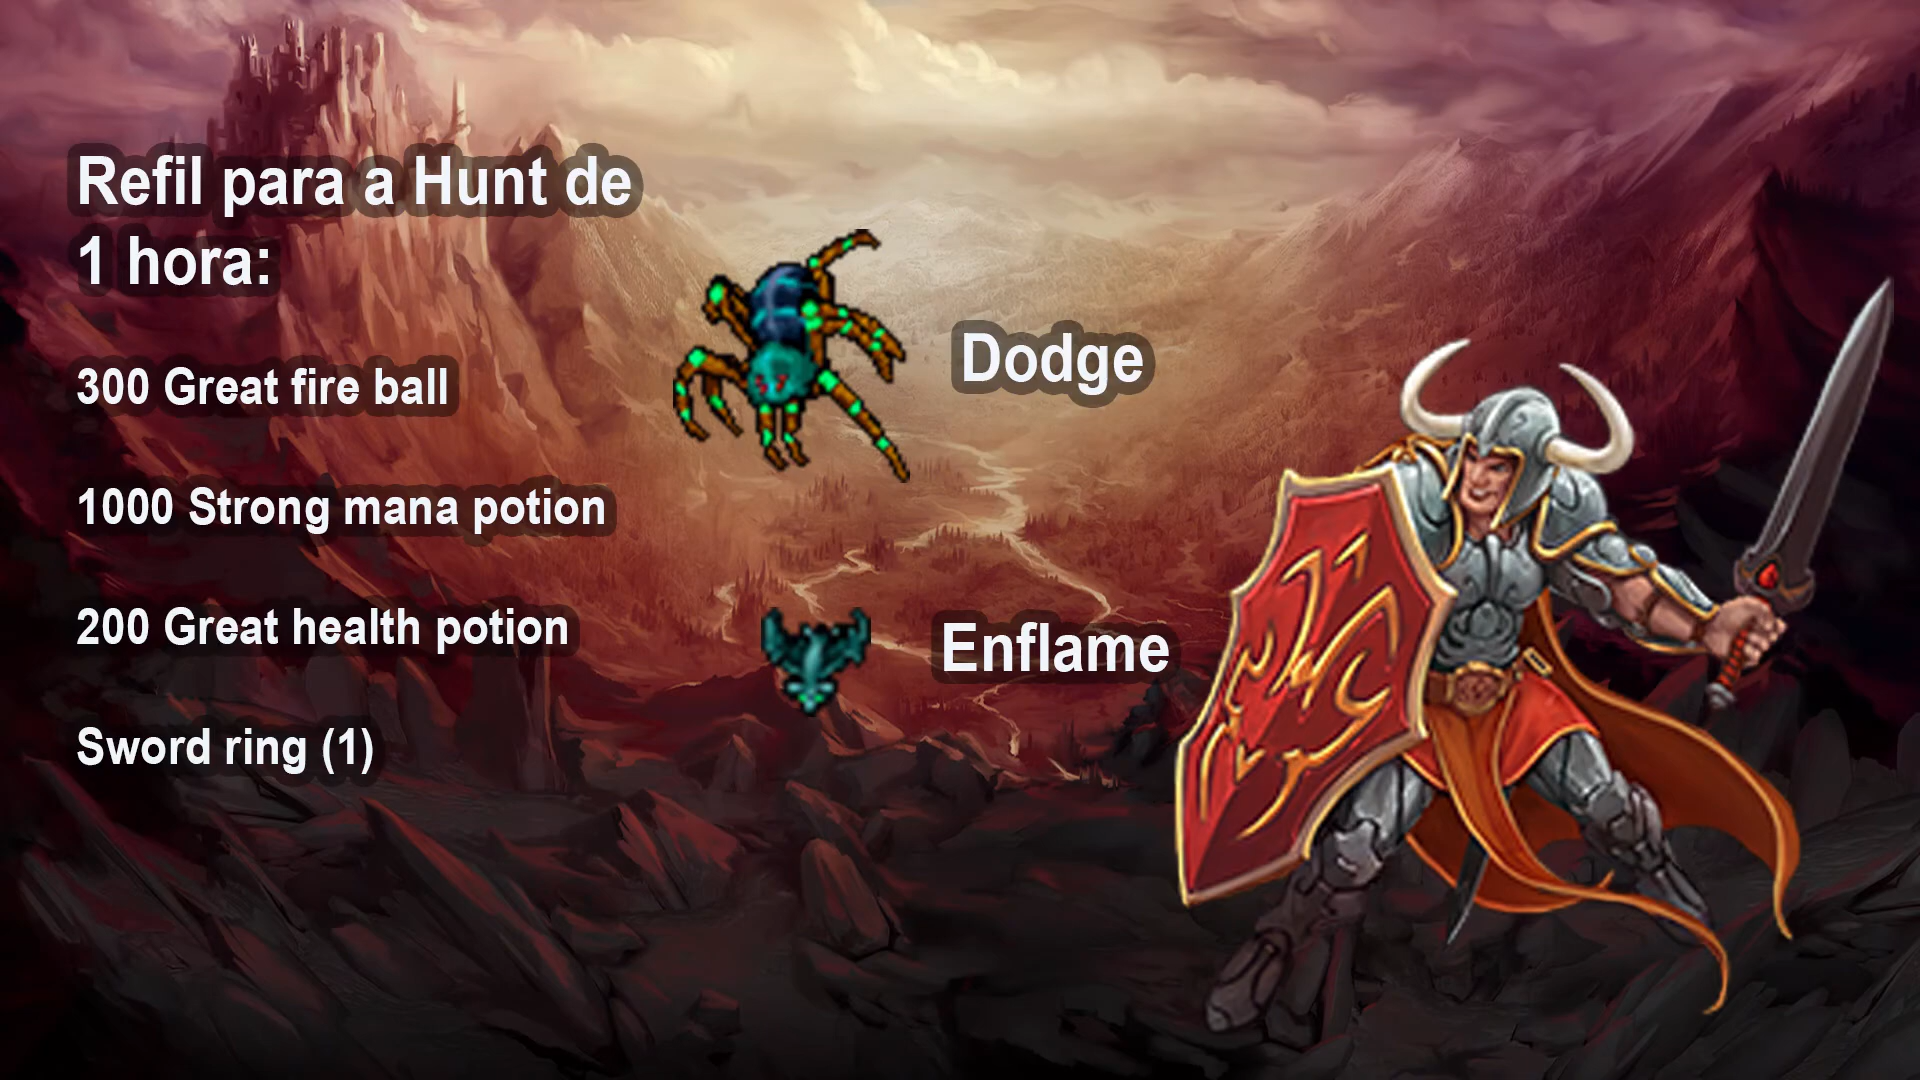 Refil para a Hunt de
1 hora:
300 Great fire ball
1000 Strong mana potion
200 Great health potion
Sword ring (1)
Dodge
Enflame